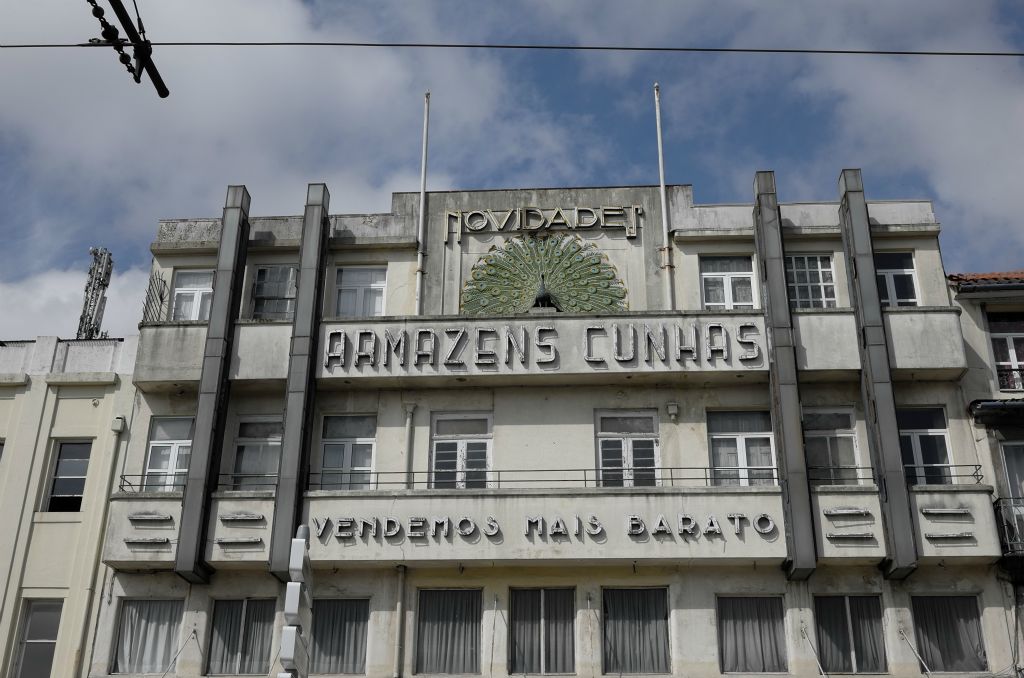 NOVIDADES
ARMAZENS CUNHAS
VENDEMOS MAIS BARATO